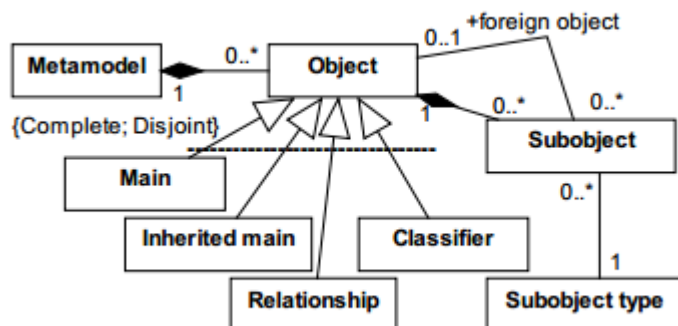 +foreign object
0..1
Metamodel
0..*
Object
1
1
0..*
0..*
{Complete; Disjoint}
Subobject
Main
0..*
Inherited main
Classifier
1
Relationship
Subobject type